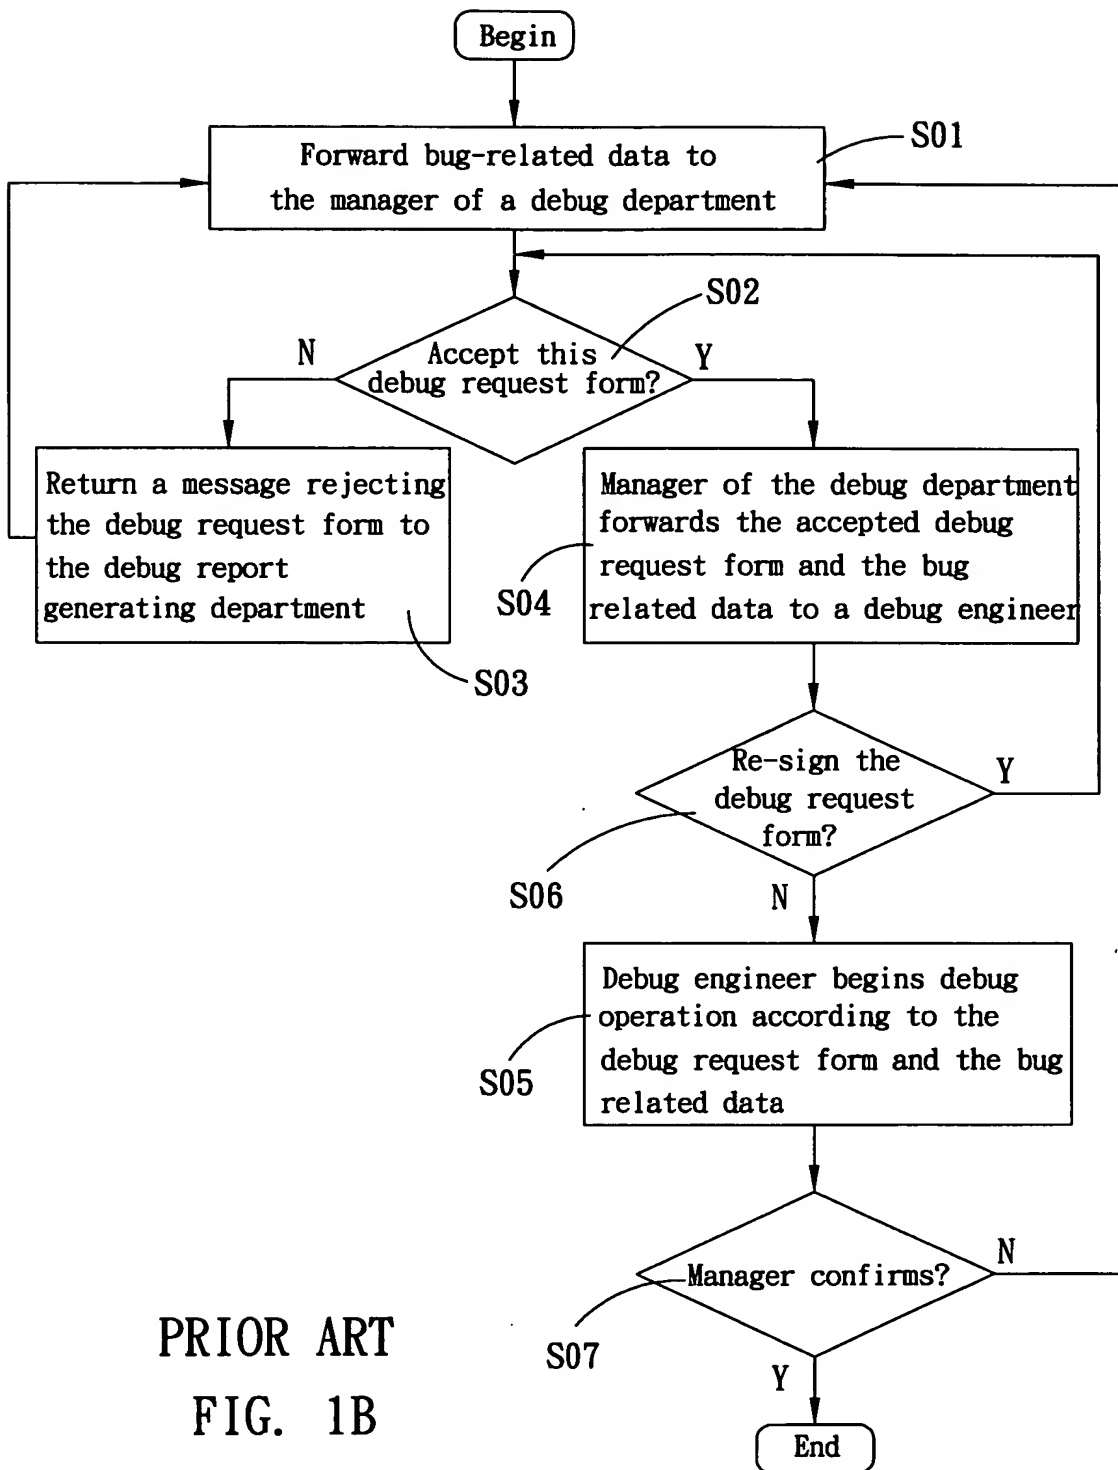 Begin
S01
Forward bug-related data to
the manager of a debug department
S02
N
Y
Accept this
debug request form?
Return a message rejecting
the debug request form to
the debug report
generating department
S03
Manager of the debug department
forwards the accepted debug
request form and the bug
related data to a debug engineer
S04
Re-sign the
debug request
form?
Y
S06
N
Debug engineer begins debug
operation according to the
debug request form and the bug
related data
S05
Manager confirms?
N
S07
Y
End
PRIOR ART
FIG. 1B